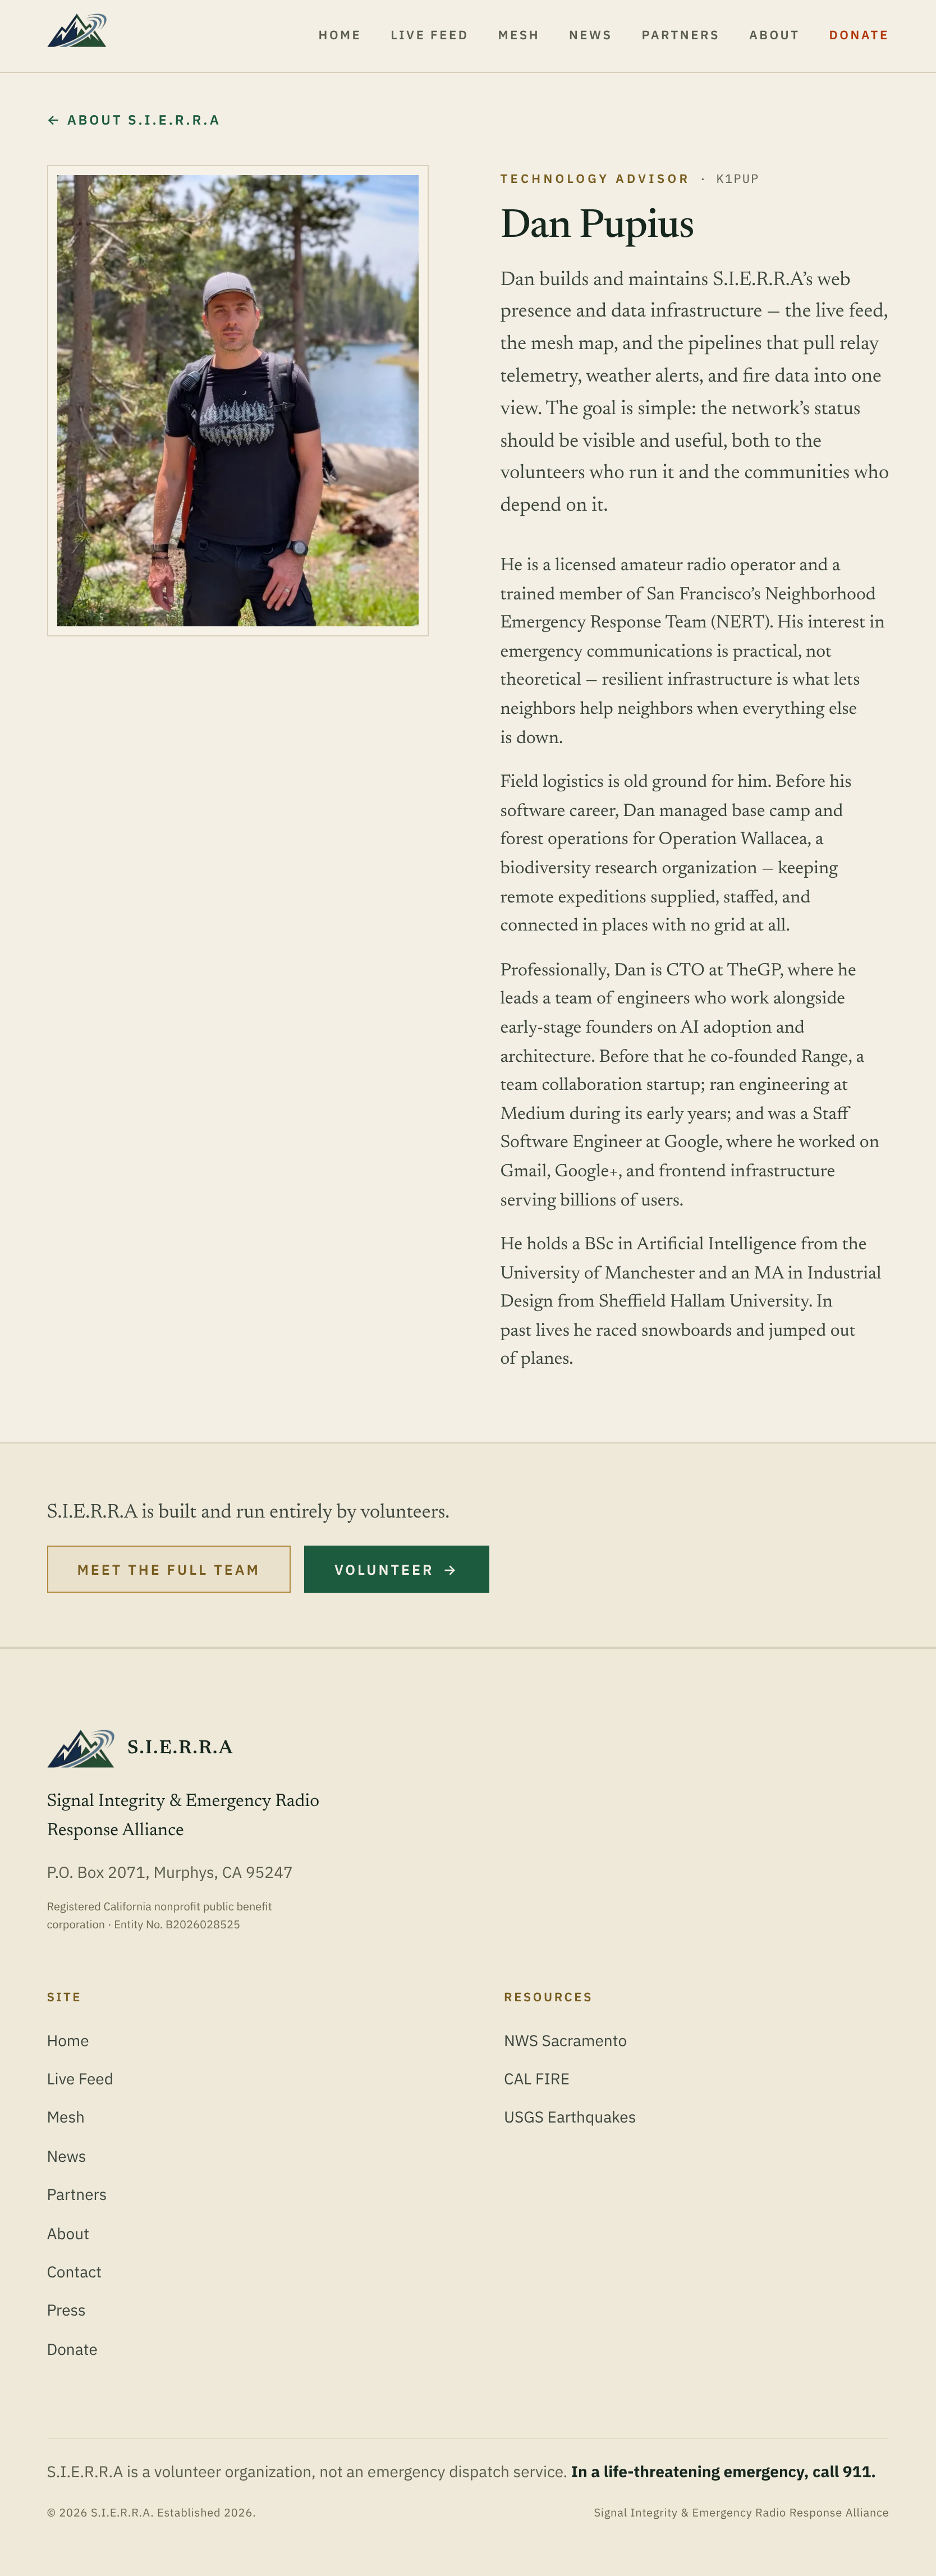 HOME LIVE FEED MESH NEWS PARTNERS ABOUT DONATE
← ABOUT S.I.E.R.R.A
TECHNOLOGY ADVISOR · K1PUP
Dan Pupius
Dan builds and maintains S.I.E.R.R.A’s web
presence and data infrastructure — the live feed,
the mesh map, and the pipelines that pull relay
telemetry, weather alerts, and fire data into one
view. The goal is simple: the network’s status
should be visible and useful, both to the
volunteers who run it and the communities who
depend on it.
He is a licensed amateur radio operator and a
trained member of San Francisco’s Neighborhood
Emergency Response Team (NERT). His interest in
emergency communications is practical, not
theoretical — resilient infrastructure is what lets
neighbors help neighbors when everything else
is down.
Field logistics is old ground for him. Before his
software career, Dan managed base camp and
forest operations for Operation Wallacea, a
biodiversity research organization — keeping
remote expeditions supplied, staffed, and
connected in places with no grid at all.
Professionally, Dan is CTO at TheGP, where he
leads a team of engineers who work alongside
early-stage founders on AI adoption and
architecture. Before that he co-founded Range, a
team collaboration startup; ran engineering at
Medium during its early years; and was a Staff
Software Engineer at Google, where he worked on
Gmail, Google+, and frontend infrastructure
serving billions of users.
He holds a BSc in Artificial Intelligence from the
University of Manchester and an MA in Industrial
Design from Sheffield Hallam University. In
past lives he raced snowboards and jumped out
of planes.
S.I.E.R.R.A is built and run entirely by volunteers.
MEET THE FULL TEAM
VOLUNTEER →
S.I.E.R.R.A
Signal Integrity & Emergency Radio
Response Alliance
P.O. Box 2071, Murphys, CA 95247
Registered California nonprofit public benefit
corporation · Entity No. B2026028525
SITE
Home
Live Feed
Mesh
News
Partners
About
Contact
Press
Donate
RESOURCES
NWS Sacramento
CAL FIRE
USGS Earthquakes
S.I.E.R.R.A is a volunteer organization, not an emergency dispatch service. In a life-threatening emergency, call 911.
© 2026 S.I.E.R.R.A. Established 2026.
Signal Integrity & Emergency Radio Response Alliance